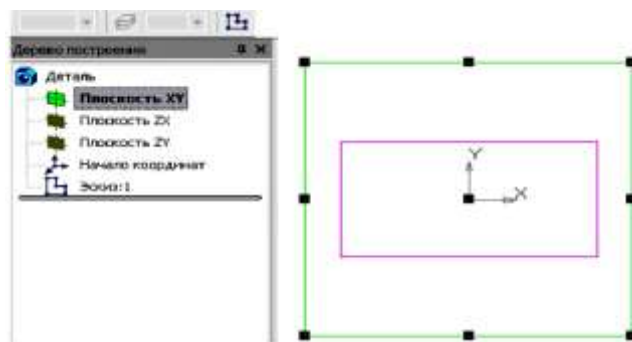 Дерево построения
Деталь
Плоскость XY
Плоскость ZX
Плоскость ZY
Начало координат
Эскиз:1
Y
X